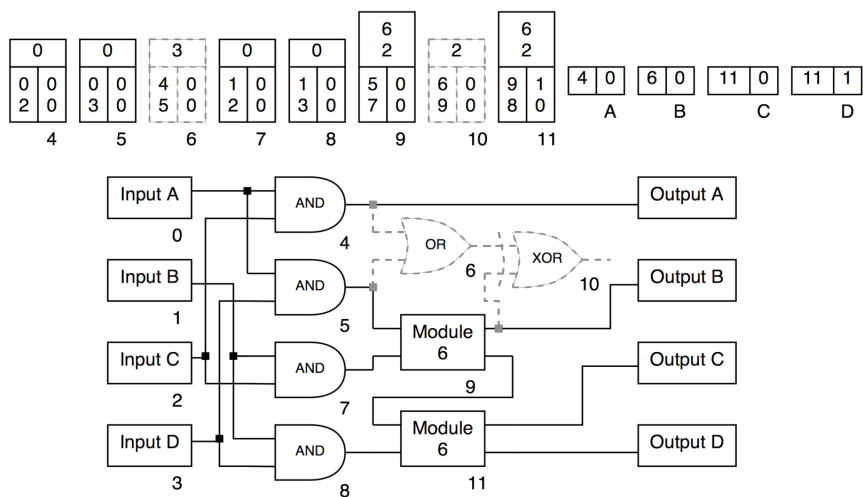 0
0 0
2 0
4
0
0 0
3 0
5
3
4 0
5 0
6
0
1 0
2 0
7
0
1 0
3 0
8
6
2
5 0
7 0
9
2
6 0
9 0
10
6
2
9 1
8 0
11
4 0
A
6 0
B
11 0
C
11 1
D
Input A
0
AND
4
Output A
OR
6
XOR
10
Input B
1
AND
5
Output B
Module
6
9
Input C
2
AND
7
Output C
Input D
3
AND
8
Module
6
11
Output D